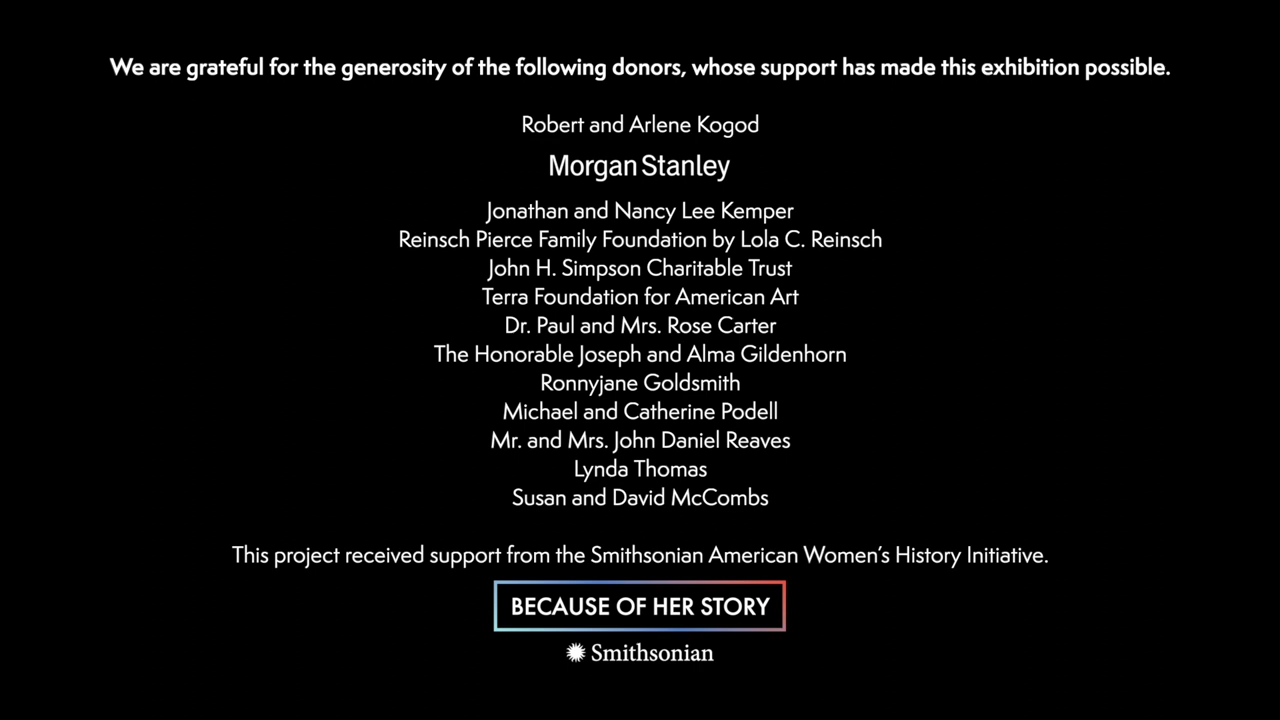 We are grateful for the generosity of the following donors, whose support has made this exhibition possible.
Robert and Arlene Kogod
Morgan Stanley
Jonathan and Nancy Lee Kemper
Reinsch Pierce Family Foundation by Lola C. Reinsch
John H. Simpson Charitable Trust
Terra Foundation for American Art
Dr. Paul and Mrs. Rose Carter
The Honorable Joseph and Alma Gildenhorn
Ronnyjane Goldsmith
Michael and Catherine Podell
Mr. and Mrs. John Daniel Reaves
Lynda Thomas
Susan and David McCombs
This project received support from the Smithsonian American Women’s History Initiative.
BECAUSE OF HER STORY
Smithsonian